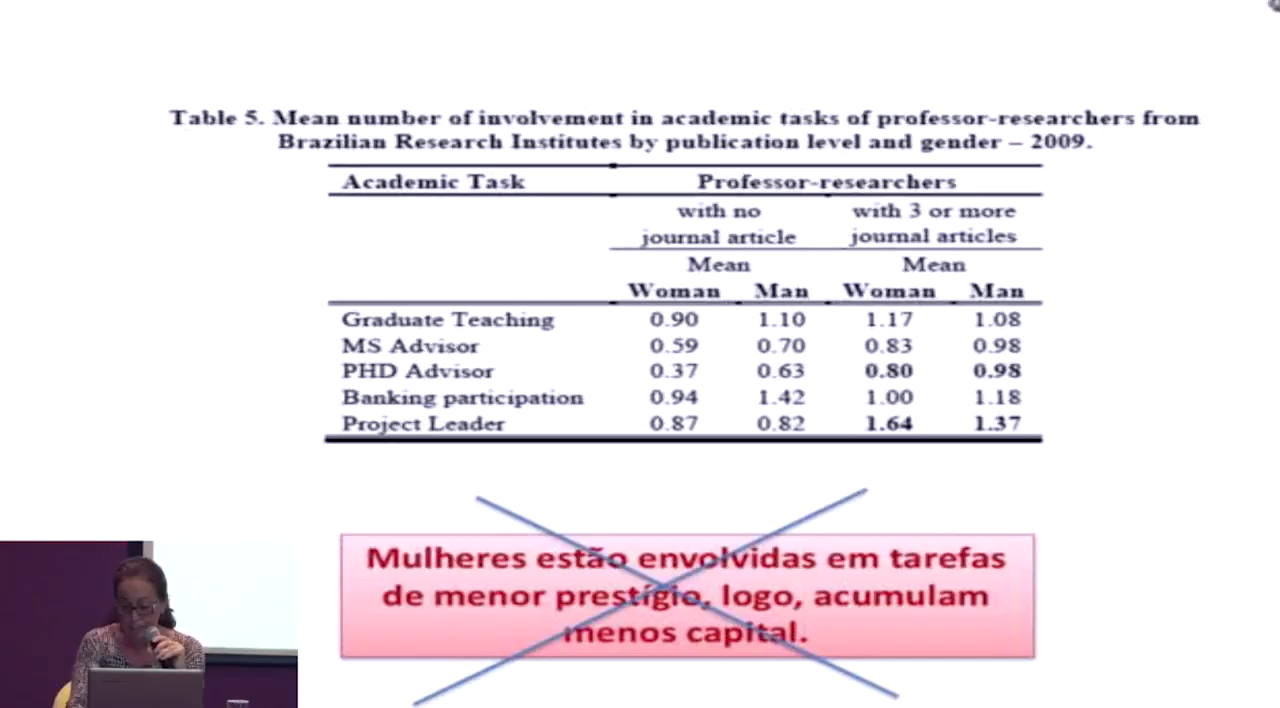 Table 5. Mean number of involvement in academic tasks of professor-researchers from
Brazilian Research Institutes by publication level and gender – 2009.
Academic Task Professor-researchers
with no with 3 or more
journal article journal articles
Mean Mean
Woman Man Woman Man
Graduate Teaching 0.90 1.10 1.17 1.08
MS Advisor 0.59 0.70 0.83 0.98
PHD Advisor 0.37 0.63 0.80 0.98
Banking participation 0.94 1.42 1.00 1.18
Project Leader 0.87 0.82 1.64 1.37
Mulheres estão envolvidas em tarefas
de menor prestígio, logo, acumulam
menos capital.